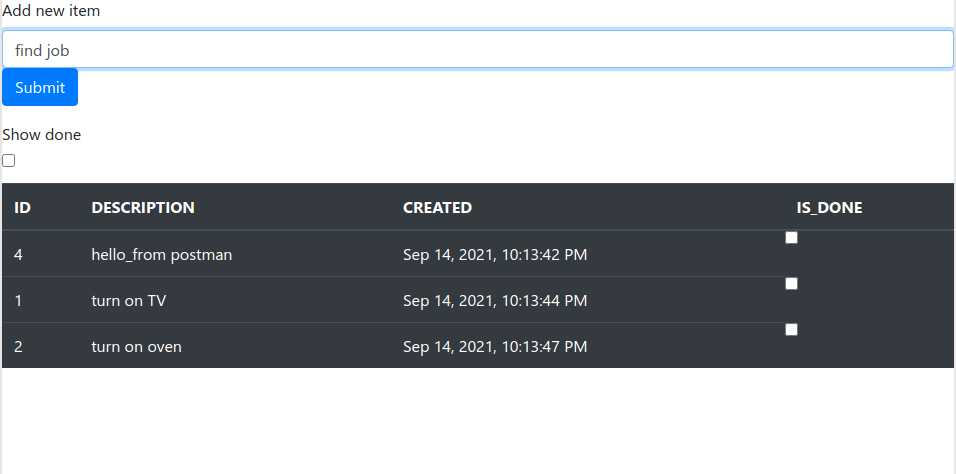 Add new item
find job
Submit
Show done
ID DESCRIPTION CREATED IS_DONE
4 hello_from postman Sep 14, 2021, 10:13:42 PM
1 turn on TV Sep 14, 2021, 10:13:44 PM
2 turn on oven Sep 14, 2021, 10:13:47 PM